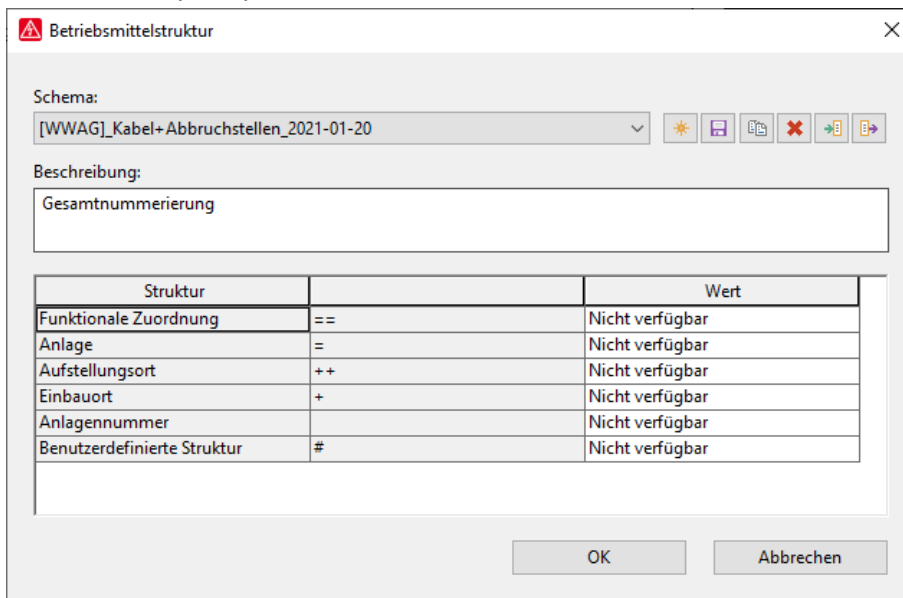 Betriebsmittelstruktur
Schema:
[WWAG]_Kabel+Abbruchstellen_2021-01-20
Beschreibung:
Gesamtnummerierung
Struktur Wert
Funktionale Zuordnung == Nicht verfügbar
Anlage = Nicht verfügbar
Aufstellungsort ++ Nicht verfügbar
Einbauort + Nicht verfügbar
Anlagennummer Nicht verfügbar
Benutzerdefinierte Struktur # Nicht verfügbar
OK Abbrechen